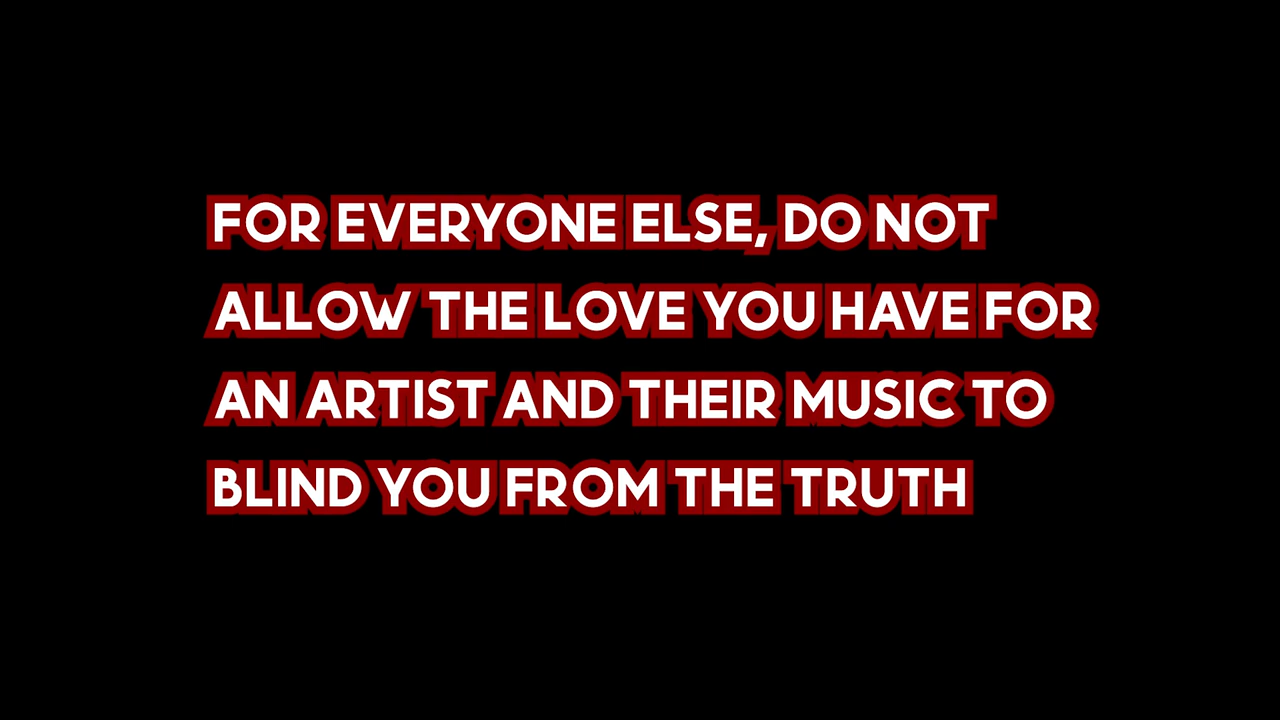 FOR EVERYONE ELSE, DO NOT
ALLOW THE LOVE YOU HAVE FOR
AN ARTIST AND THEIR MUSIC TO
BLIND YOU FROM THE TRUTH